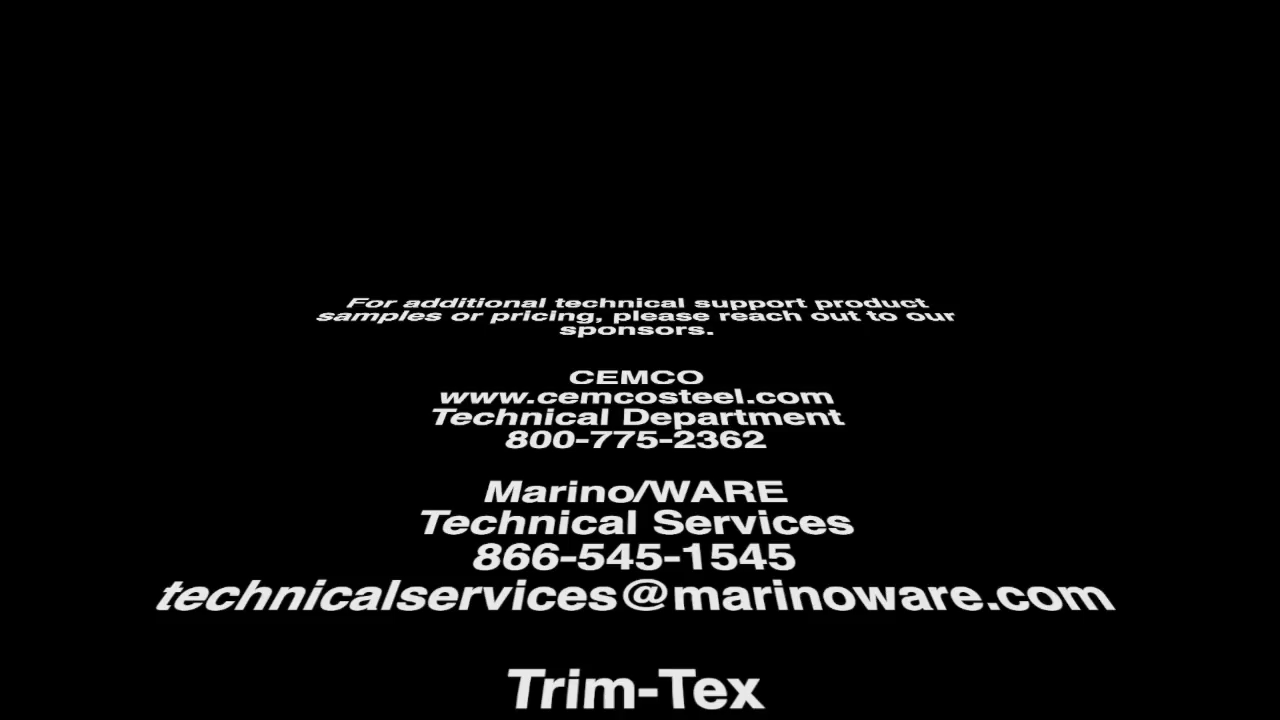 For additional technical support product
samples or pricing, please reach out to our
sponsors.
CEMCO
www.cemcosteel.com
Technical Department
800-775-2362
Marino/WARE
Technical Services
866-545-1545
technicalservices@marinoware.com
Trim-Tex